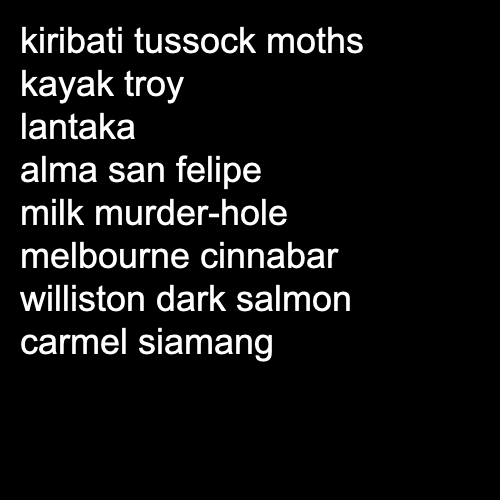 kiribati tussock moths
kayak troy
lantaka
alma san felipe
milk murder-hole
melbourne cinnabar
williston dark salmon
carmel siamang